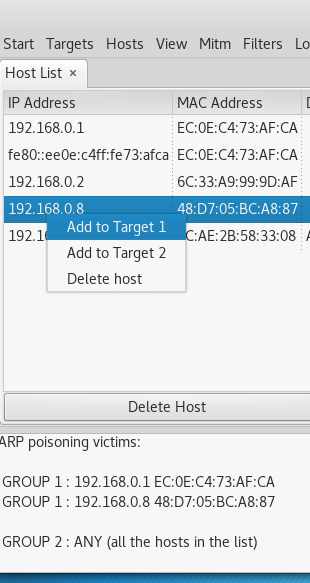 Start Targets Hosts View Mitm Filters Lo
Host List ×
IP Address MAC Address D
192.168.0.1 EC:0E:C4:73:AF:CA
fe80::ee0e:c4ff:fe73:afca EC:0E:C4:73:AF:CA
192.168.0.2 6C:33:A9:99:9D:AF
192.168.0.8 48:D7:05:BC:A8:87
Add to Target 1
192. C:AE:2B:58:33:08 A
Add to Target 2
Delete host
Delete Host
ARP poisoning victims:
GROUP 1 : 192.168.0.1 EC:0E:C4:73:AF:CA
GROUP 1 : 192.168.0.8 48:D7:05:BC:A8:87
GROUP 2 : ANY (all the hosts in the list)